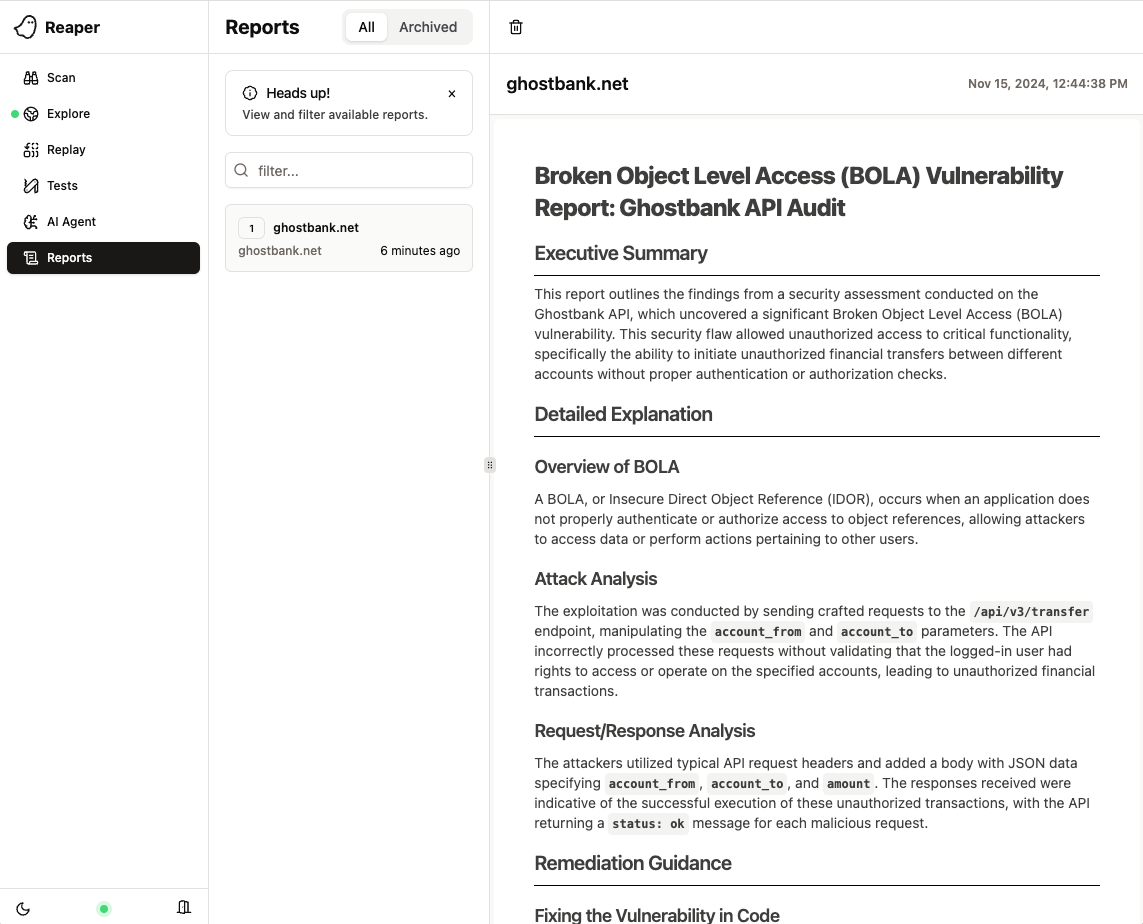 Reaper
Scan
Explore
Replay
Tests
AI Agent
Reports
Reports
All
Archived
Heads up!
View and filter available reports.
filter...
1
ghostbank.net
ghostbank.net
6 minutes ago
ghostbank.net
Nov 15, 2024, 12:44:38 PM
Broken Object Level Access (BOLA) Vulnerability
Report: Ghostbank API Audit
Executive Summary
This report outlines the findings from a security assessment conducted on the
Ghostbank API, which uncovered a significant Broken Object Level Access (BOLA)
vulnerability. This security flaw allowed unauthorized access to critical functionality,
specifically the ability to initiate unauthorized financial transfers between different
accounts without proper authentication or authorization checks.
Detailed Explanation
Overview of BOLA
A BOLA, or Insecure Direct Object Reference (IDOR), occurs when an application does
not properly authenticate or authorize access to object references, allowing attackers
to access data or perform actions pertaining to other users.
Attack Analysis
The exploitation was conducted by sending crafted requests to the /api/v3/transfer
endpoint, manipulating the account_from and account_to parameters. The API
incorrectly processed these requests without validating that the logged-in user had
rights to access or operate on the specified accounts, leading to unauthorized financial
transactions.
Request/Response Analysis
The attackers utilized typical API request headers and added a body with JSON data
specifying account_from, account_to, and amount. The responses received were
indicative of the successful execution of these unauthorized transactions, with the API
returning a status: ok message for each malicious request.
Remediation Guidance
Fixing the Vulnerability in Code